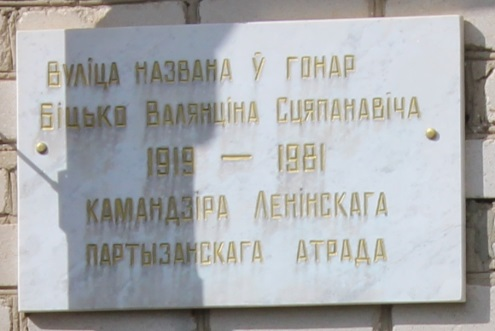 Вуліца названа ў гонар
Біцько Валянціна Сцяпанавіча
1919 — 1981
камандзіра Ленінскага
партызанскага атрада